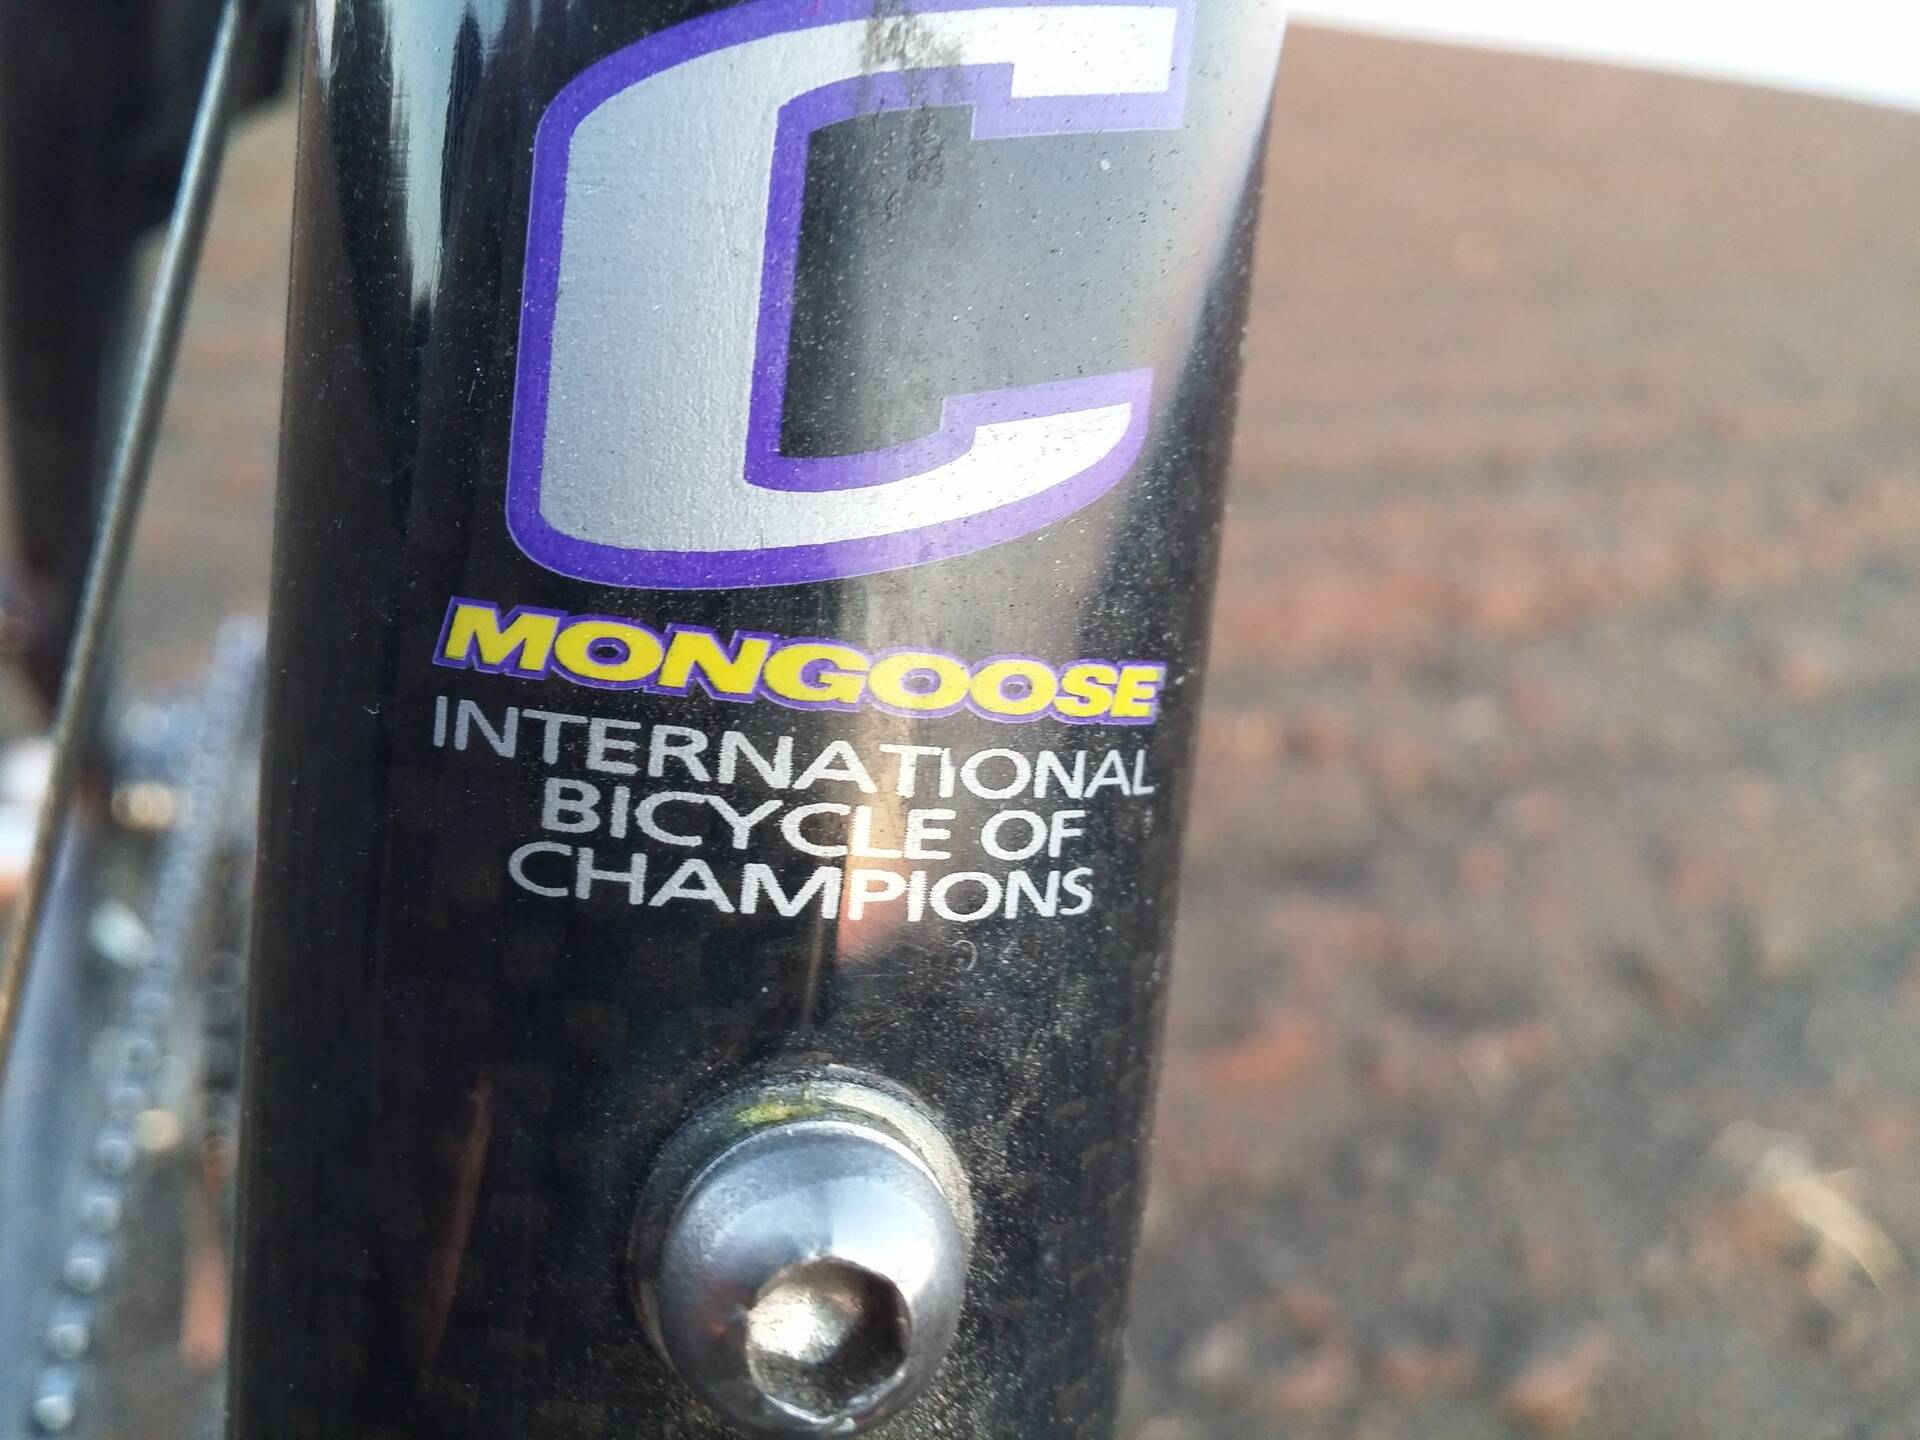 C
MONGOOSE
INTERNATIONAL
BICYCLE OF
CHAMPIONS